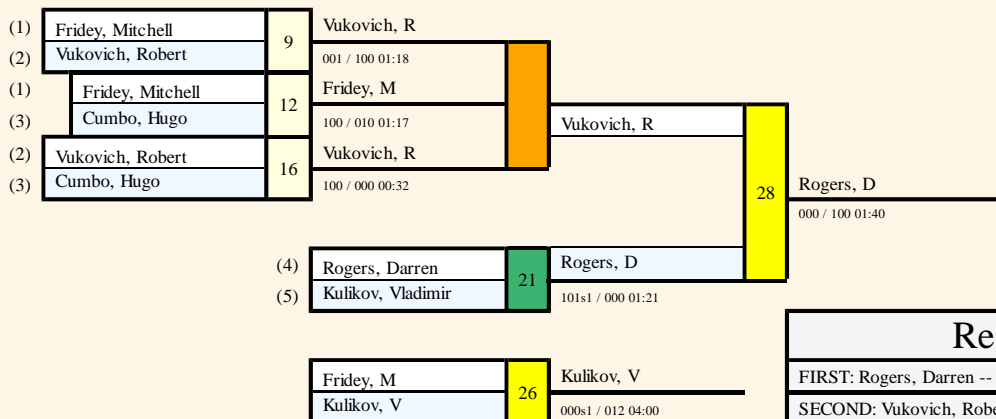 (1) Fridey, Mitchell
(2) Vukovich, Robert
9
Vukovich, R
001 / 100 01:18
(1) Fridey, Mitchell
(3) Cumbo, Hugo
12
Fridey, M
100 / 010 01:17
(2) Vukovich, Robert
(3) Cumbo, Hugo
16
Vukovich, R
100 / 000 00:32
Vukovich, R
28
Rogers, D
000 / 100 01:40
(4) Rogers, Darren
(5) Kulikov, Vladimir
21
Rogers, D
101s1 / 000 01:21
Fridey, M
Kulikov, V
26
Kulikov, V
000s1 / 012 04:00
Re
FIRST: Rogers, Darren --
SECOND: Vukovich, Robe